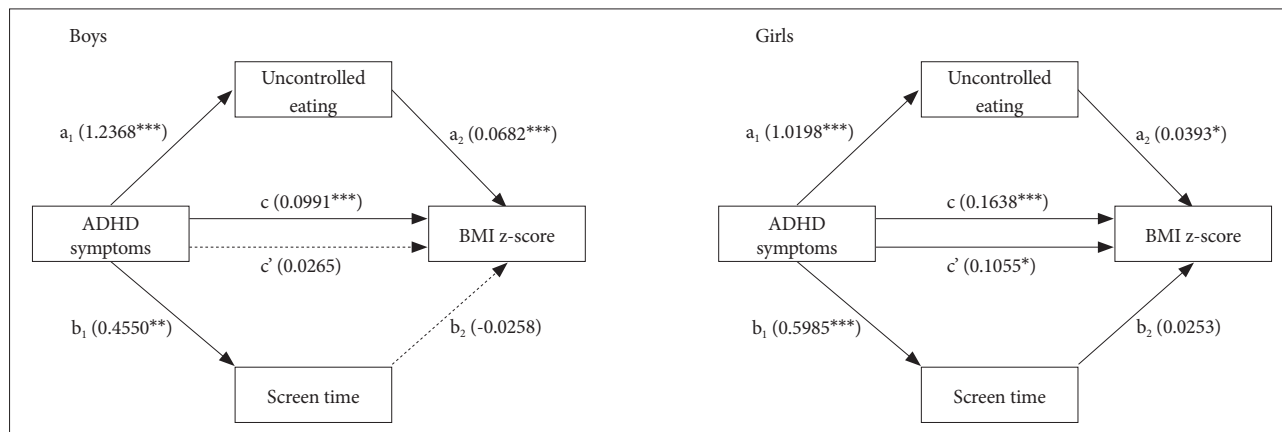 Boys
Uncontrolled
eating
a₁ (1.2368***)
a₂ (0.0682***)
c (0.0991***)
ADHD
symptoms
BMI z-score
c’ (0.0265)
b₁ (0.4550**)
b₂ (-0.0258)
Screen time
Girls
Uncontrolled
eating
a₁ (1.0198***)
a₂ (0.0393*)
c (0.1638***)
ADHD
symptoms
BMI z-score
c’ (0.1055*)
b₁ (0.5985***)
b₂ (0.0253)
Screen time